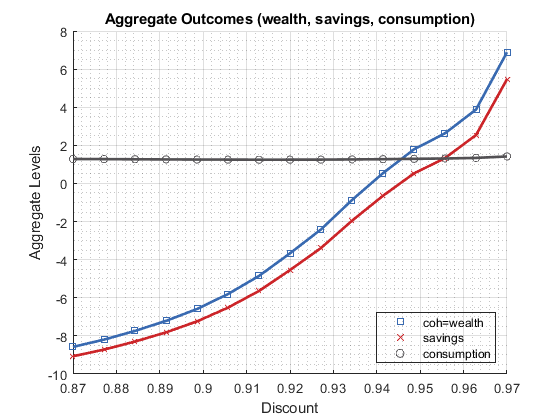 Aggregate Outcomes (wealth, savings, consumption)
8
6
4
2
0
-2
-4
-6
-8
-10
Aggregate Levels
coh=wealth
savings
consumption
0.87 0.88 0.89 0.9 0.91 0.92 0.93 0.94 0.95 0.96 0.97
Discount